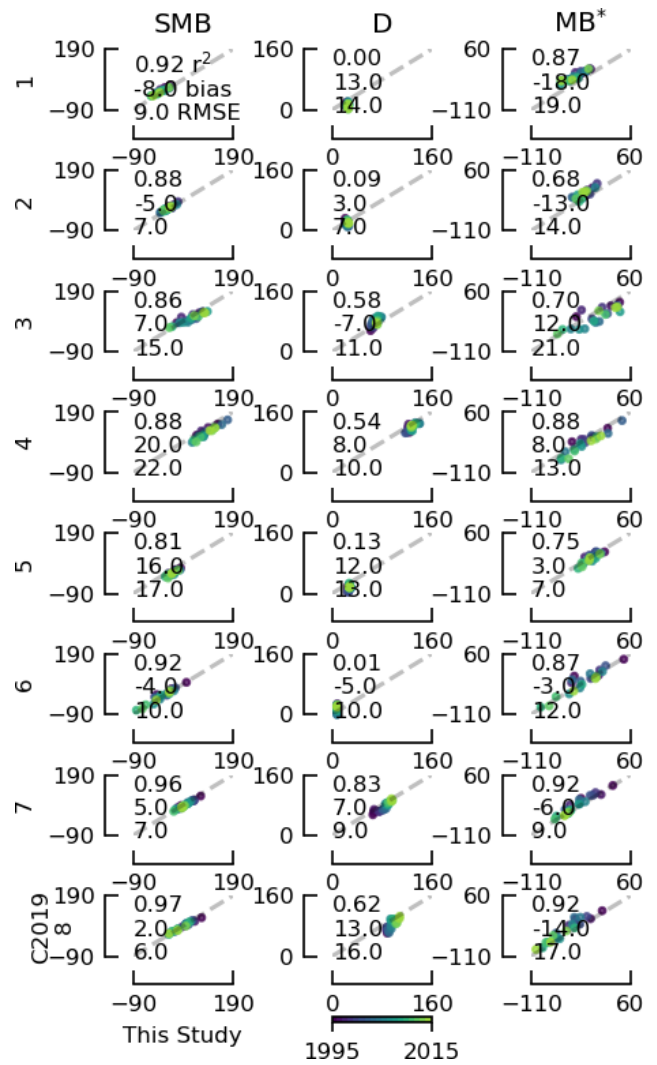 SMB D MB*
190 160 60
0.92 r² 0.00 0.87
1 -8.0 bias 13.0 -18.0
−90 9.0 RMSE 0 14.0 −110 19.0
−90 190 0 160 −110 60
190 160 60
0.88 0.09 0.68
2 -5.0 3.0 -13.0
−90 7.0 0 7.0 −110 14.0
−90 190 0 160 −110 60
190 160 60
0.86 0.58 0.70
3 7.0 -7.0 12.0
−90 15.0 0 11.0 −110 21.0
−90 190 0 160 −110 60
190 160 60
0.88 0.54 0.88
4 20.0 8.0 8.0
−90 22.0 0 10.0 −110 13.0
−90 190 0 160 −110 60
190 160 60
0.81 0.13 0.75
5 16.0 12.0 3.0
−90 17.0 0 13.0 −110 7.0
−90 190 0 160 −110 60
190 160 60
0.92 0.01 0.87
6 -4.0 -5.0 -3.0
−90 10.0 0 10.0 −110 12.0
−90 190 0 160 −110 60
190 160 60
0.96 0.83 0.92
7 5.0 7.0 -6.0
−90 7.0 0 9.0 −110 9.0
−90 190 0 160 −110 60
190 160 60
0.97 0.62 0.92
C2019
8 2.0 13.0 -14.0
−90 6.0 0 16.0 −110 17.0
−90 190 0 160 −110 60
This Study
1995 2015